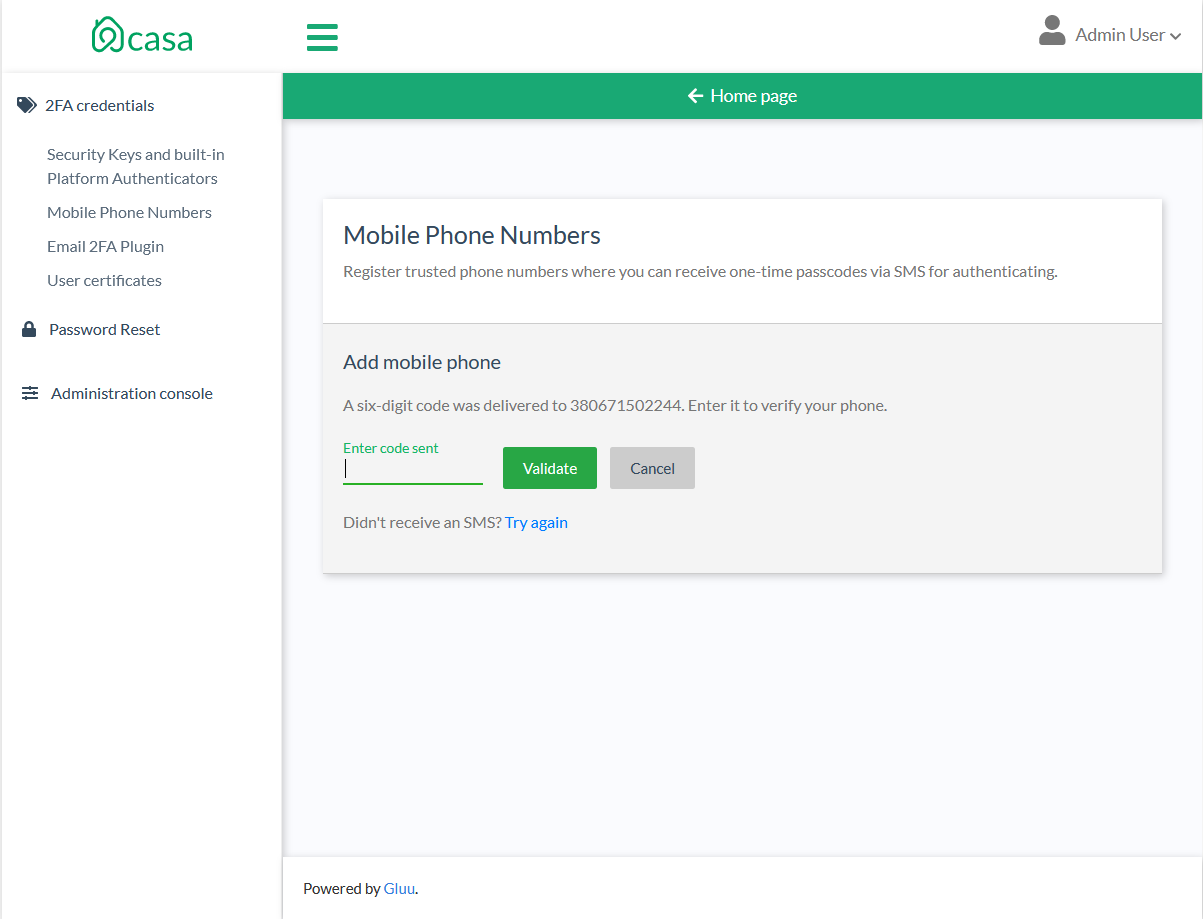 casa
Admin User
2FA credentials
Security Keys and built-in
Platform Authenticators
Mobile Phone Numbers
Email 2FA Plugin
User certificates
Password Reset
Administration console
Home page
Mobile Phone Numbers
Register trusted phone numbers where you can receive one-time passcodes via SMS for authenticating.
Add mobile phone
A six-digit code was delivered to 380671502244. Enter it to verify your phone.
Enter code sent
Validate Cancel
Didn't receive an SMS? Try again
Powered by Gluu.